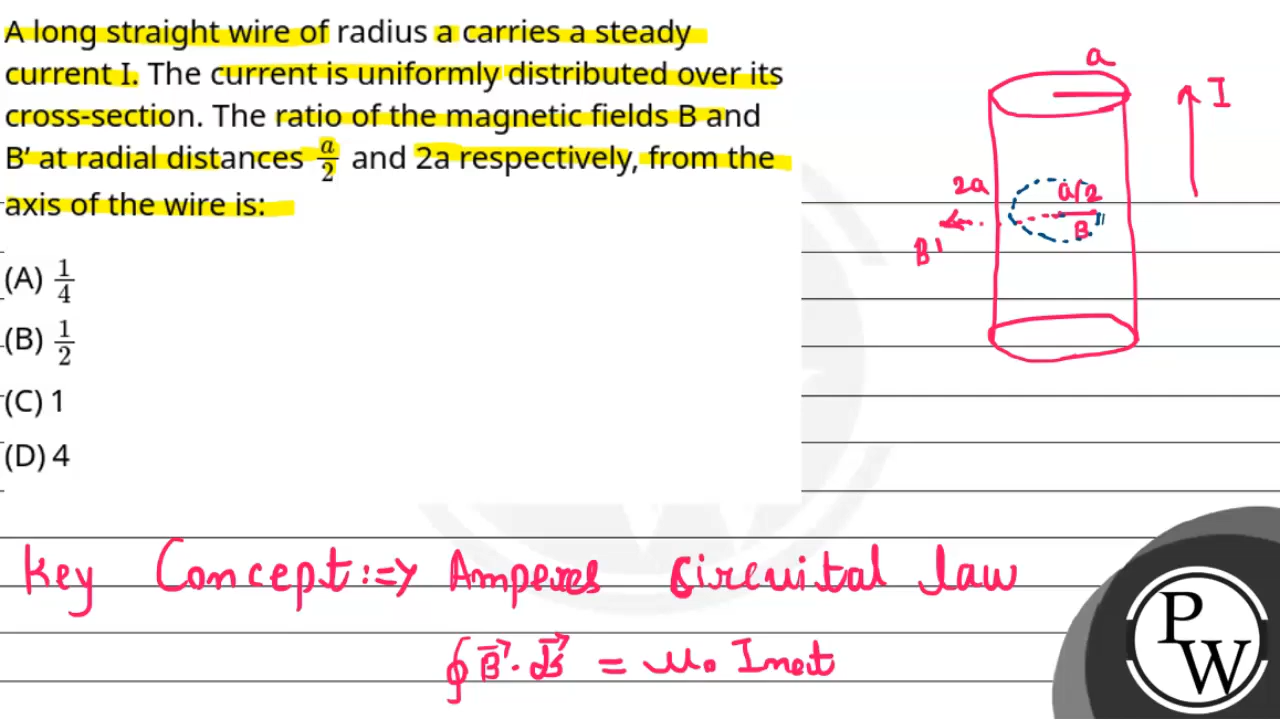 A long straight wire of radius a carries a steady
current I. The current is uniformly distributed over its
cross-section. The ratio of the magnetic fields B and
B′ at radial distances a/2 and 2a respectively, from the
axis of the wire is:
(A) 1/4
(B) 1/2
(C) 1
(D) 4
a
I
2a
a/2
B
B'
Key Concept :=> Amperes Circuital law
∮ B⃗ . ds⃗ = μ₀ Inet
P
W